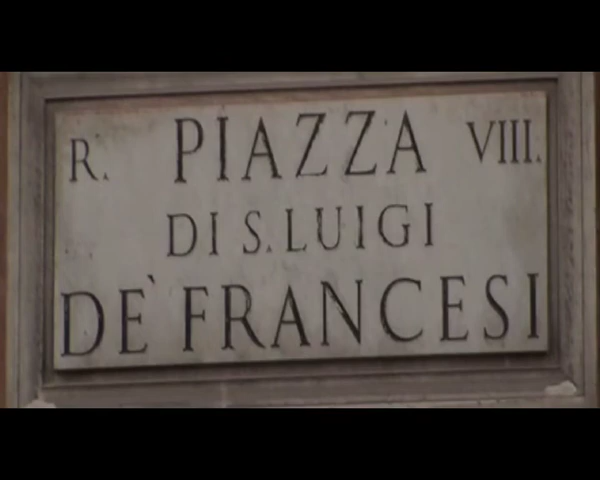 R. PIAZZA VIII.
DI S. LUIGI
DE` FRANCESI